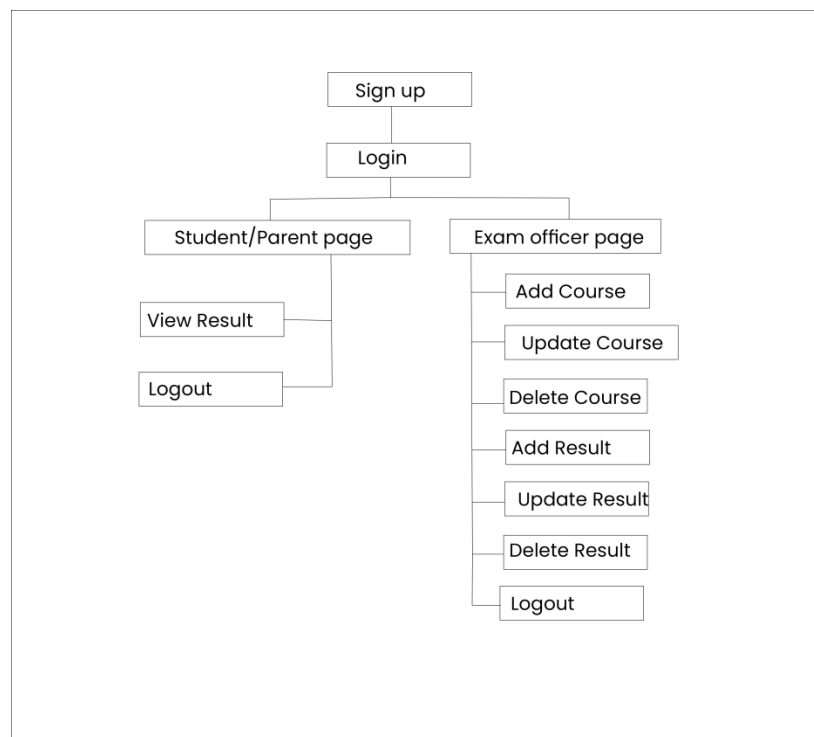 Sign up
Login
Student/Parent page
Exam officer page
Add Course
View Result
Update Course
Logout
Delete Course
Add Result
Update Result
Delete Result
Logout